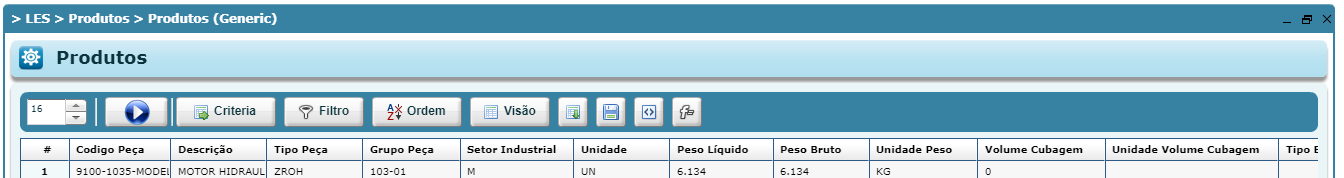 > LES > Produtos > Produtos (Generic)
Produtos
16 Criteria Filtro Ordem Visão
# Codigo Peça Descrição Tipo Peça Grupo Peça Setor Industrial Unidade Peso Líquido Peso Bruto Unidade Peso Volume Cubagem Unidade Volume Cubagem Tipo E
1 9100-1035-MODEL MOTOR HIDRAUL ZROH 103-01 M UN 6.134 6.134 KG 0